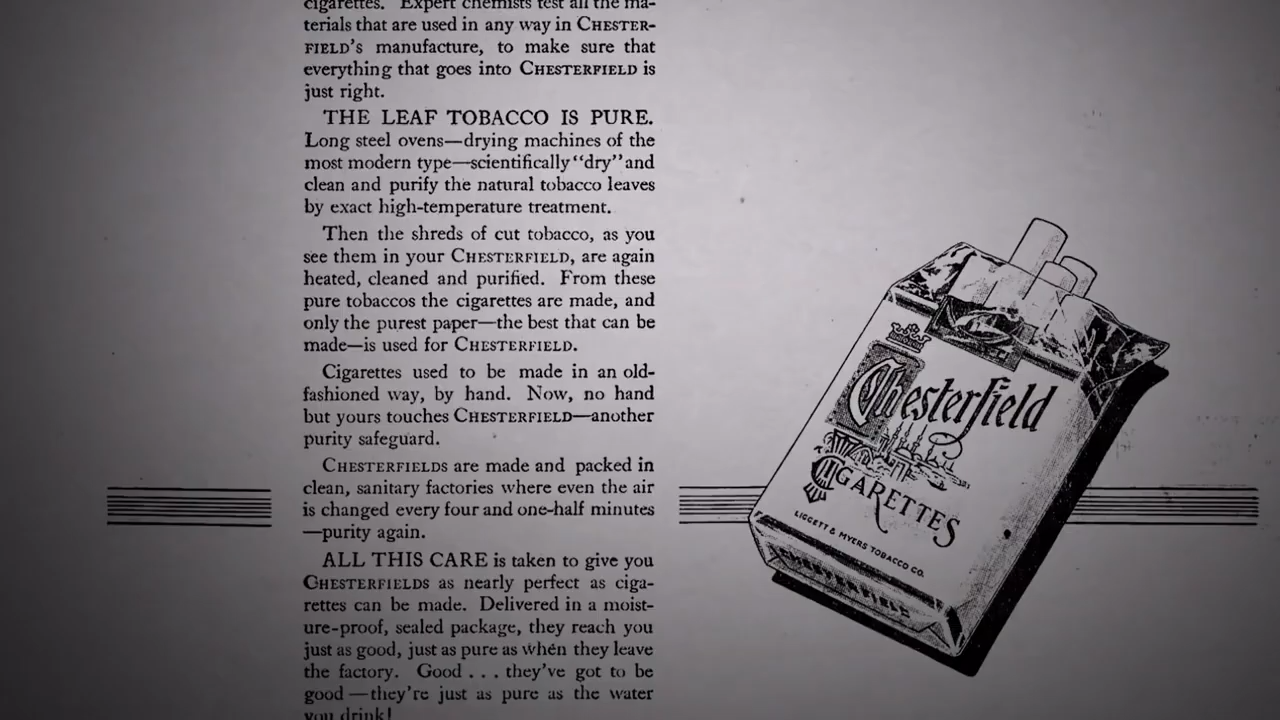 cigarettes. Expert chemists test all the ma-
terials that are used in any way in CHESTER-
FIELD'S manufacture, to make sure that
everything that goes into CHESTERFIELD is
just right.
THE LEAF TOBACCO IS PURE.
Long steel ovens—drying machines of the
most modern type—scientifically "dry" and
clean and purify the natural tobacco leaves
by exact high-temperature treatment.
Then the shreds of cut tobacco, as you
see them in your CHESTERFIELD, are again
heated, cleaned and purified. From these
pure tobaccos the cigarettes are made, and
only the purest paper—the best that can be
made—is used for CHESTERFIELD.
Cigarettes used to be made in an old-
fashioned way, by hand. Now, no hand
but yours touches CHESTERFIELD—another
purity safeguard.
CHESTERFIELDS are made and packed in
clean, sanitary factories where even the air
is changed every four and one-half minutes
—purity again.
ALL THIS CARE is taken to give you
CHESTERFIELDS as nearly perfect as ciga-
rettes can be made. Delivered in a moist-
ure-proof, sealed package, they reach you
just as good, just as pure as when they leave
the factory. Good . . . they've got to be
good—they're just as pure as the water
you drink!
Chesterfield
CIGARETTES
LIGGETT & MYERS TOBACCO CO.
CHESTERFIELD